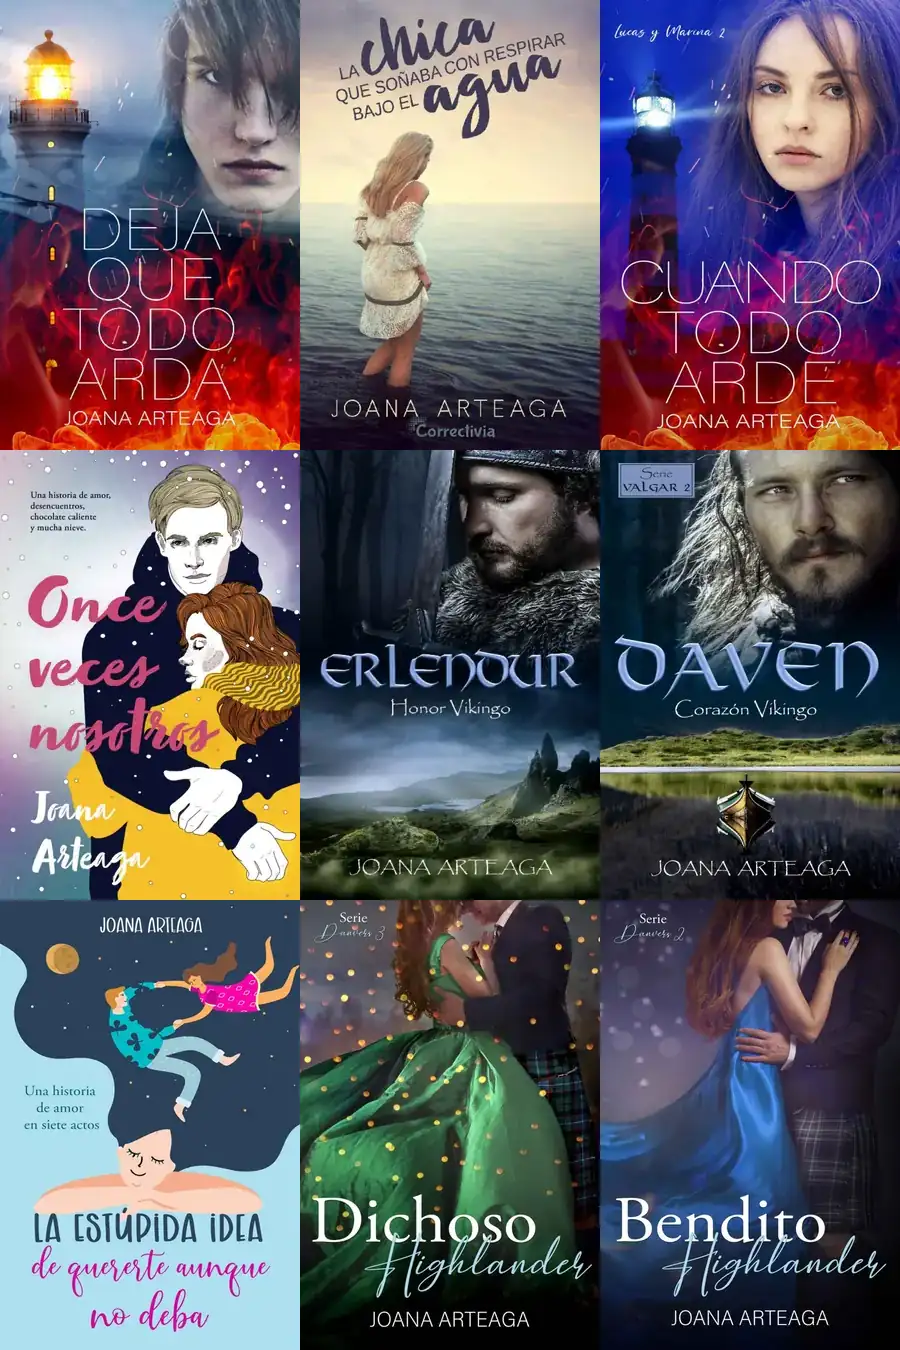 DEJA
QUE
TODO
ARDA
JOANA ARTEAGA
LA chica
QUE SOÑABA CON RESPIRAR
BAJO EL agua
JOANA ARTEAGA
Correctivia
Lucas y Marina 2
CUANDO
TODO
ARDE
JOANA ARTEAGA
Una historia de amor,
desencuentros,
chocolate caliente
y mucha nieve.
Once
veces
nosotros
Joana
Arteaga
ERLENDUR
Honor Vikingo
JOANA ARTEAGA
Serie
VALGAR 2
DAVEN
Corazón Vikingo
JOANA ARTEAGA
JOANA ARTEAGA
Una historia
de amor
en siete actos
LA ESTÚPIDA IDEA
de quererte aunque
no deba
Serie
Danvers 3
Dichoso
Highlander
JOANA ARTEAGA
Serie
Danvers 2
Bendito
Highlander
JOANA ARTEAGA